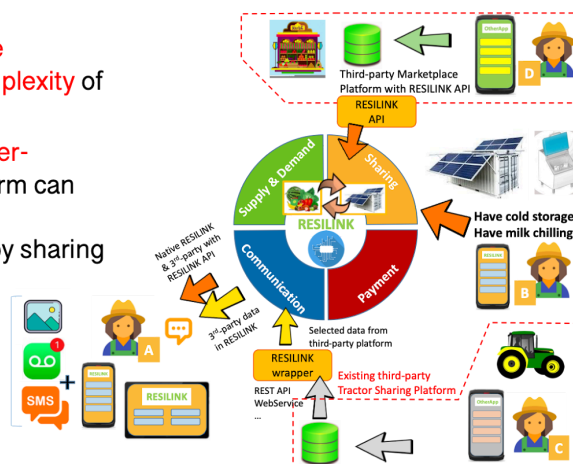 e
plexity of
er-
rm can
by sharing
OtherApp
D
Third-party Marketplace
Platform with RESILINK API
RESILINK
API
Supply & Demand
Sharing
RESILINK
Communication
Payment
Have cold storage
Have milk chilling
RESILINK
B
Native RESILINK
& 3rd-party with
RESILINK API
3rd-party data
in RESILINK
A
1
SMS
+
RESILINK
RESILINK
Selected data from
third-party platform
RESILINK
wrapper
REST API
WebService
...
Existing third-party
Tractor Sharing Platform
OtherApp
C